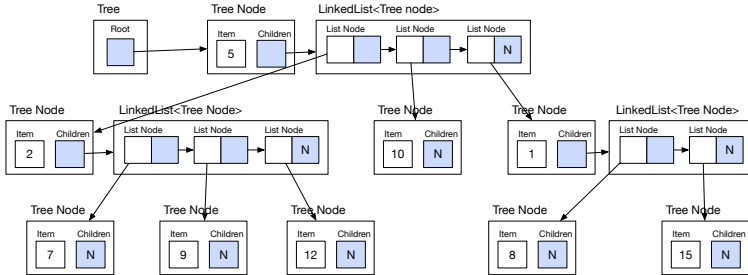 Tree
Tree Node
LinkedList<Tree node>
Root
Item
Children
List Node
List Node
List Node
5
N
Tree Node
LinkedList<Tree Node>
Tree Node
Tree Node
LinkedList<Tree Node>
Item
Children
List Node
List Node
List Node
Item
Children
Item
Children
List Node
List Node
2
N
10
N
1
N
Tree Node
Tree Node
Tree Node
Tree Node
Tree Node
Item
Children
Item
Children
Item
Children
Item
Children
Item
Children
7
N
9
N
12
N
8
N
15
N